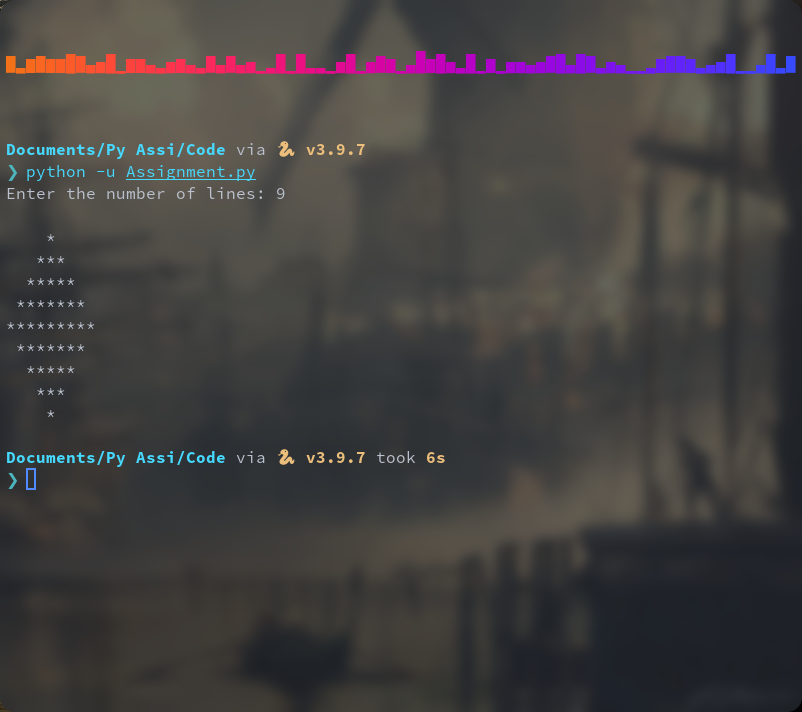 Documents/Py Assi/Code via 🐍 v3.9.7
❯ python -u Assignment.py
Enter the number of lines: 9
    *
   ***
  *****
 *******
*********
 *******
  *****
   ***
    *
Documents/Py Assi/Code via 🐍 v3.9.7 took 6s
❯